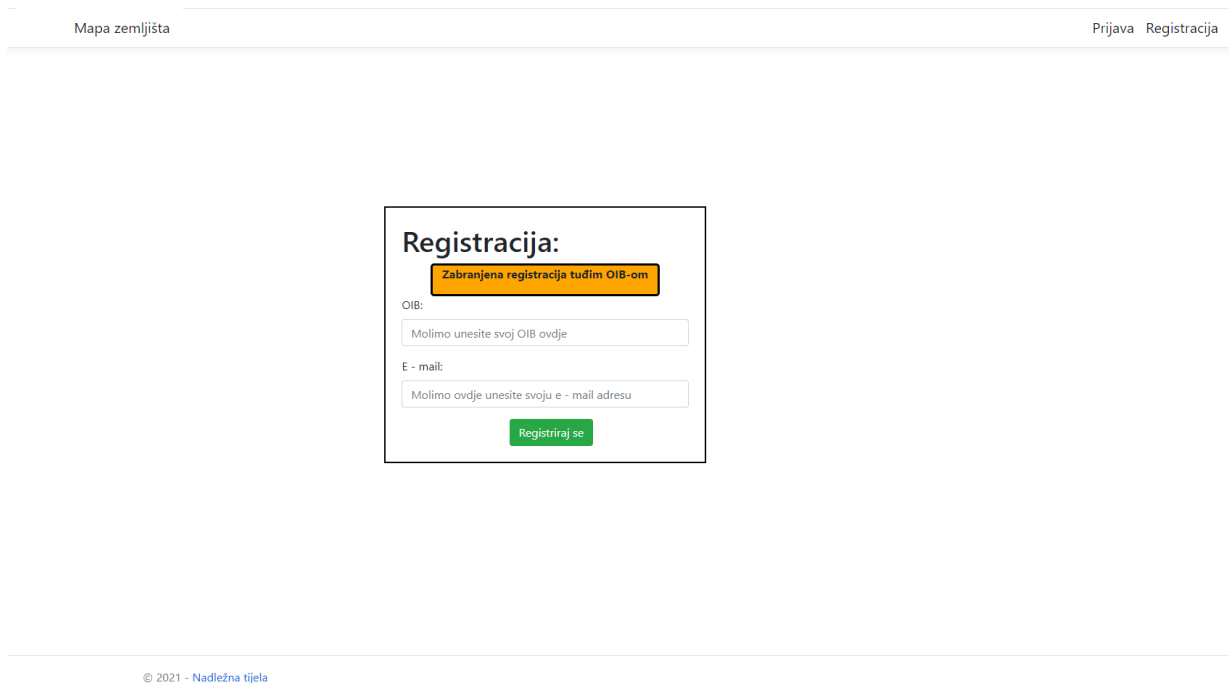 Mapa zemljišta
Prijava Registracija
Registracija:
Zabranjena registracija tuđim OIB-om
OIB:
Molimo unesite svoj OIB ovdje
E - mail:
Molimo ovdje unesite svoju e - mail adresu
Registriraj se
© 2021 - Nadležna tijela